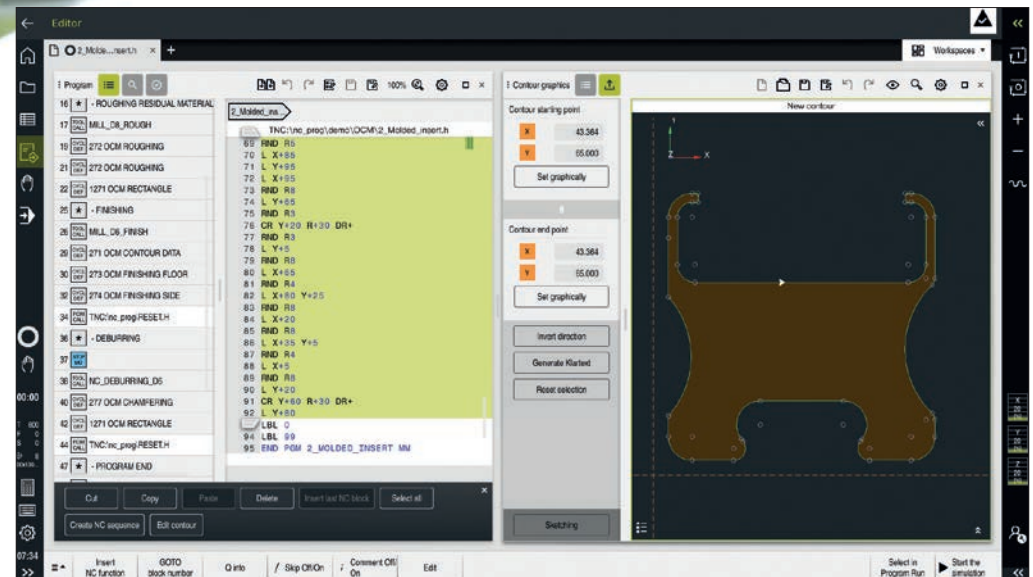 Editor
Workspaces
Program
100%
Contour graphics
16 - ROUGHING RESIDUAL MATERIAL
17 MILL_D8_ROUGH
19 272 OCM ROUGHING
21 272 OCM ROUGHING
22 1271 OCM RECTANGLE
25 - FINISHING
26 MILL_D6_FINISH
29 271 OCM CONTOUR DATA
30 273 OCM FINISHING FLOOR
32 274 OCM FINISHING SIDE
34 TNC:\nc_prog\RESET.H
36 - DEBURRING
37
38 NC_DEBURRING_D6
40 277 OCM CHAMFERING
42 1271 OCM RECTANGLE
44 TNC:\nc_prog\RESET.H
47 - PROGRAM END
2_Molded_ins...
TNC:\nc_prog\demo\OCM\2_Molded_insert.h
69 RND R5
70 L X+85
71 L Y+95
72 L X+95
73 RND R8
74 L Y+65
75 RND R3
76 CR Y+20 R+30 DR+
77 RND R3
78 L Y+5
79 RND R8
80 L X+65
81 RND R4
82 L X+80 Y+25
83 RND R8
84 L X+20
85 RND R8
86 L X+35 Y+5
87 RND R4
88 L X+5
89 RND R8
90 L Y+20
91 CR Y+60 R+30 DR+
92 L Y+80
LBL 0
94 LBL 99
95 END PGM 2_MOLDED_INSERT MM
Contour starting point
X 43.364
Y 65.003
Set graphically
Contour end point
X 43.364
Y 65.003
Set graphically
Invert direction
Generate Klartext
Reset selection
Sketching
New contour
Z X
Cut Copy Paste Delete Insert last NC block Select all
Create NC sequence Edit contour
00:00
07:34
Insert NC function
GOTO block number
Q info
/ Skip Off/On
; Comment Off/On
Edit
Select in Program Run
Start the simulation